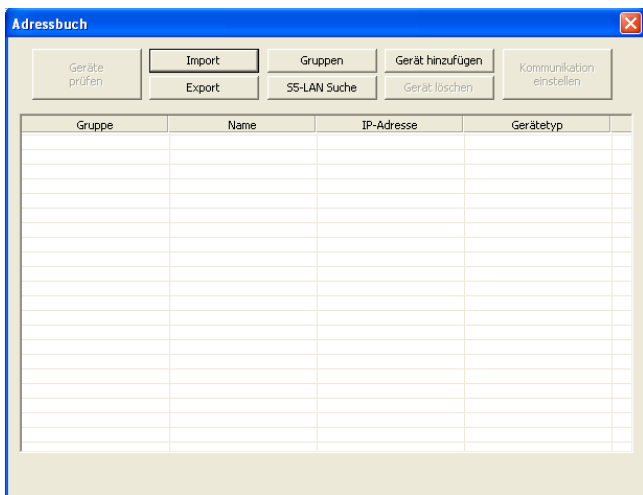 Adressbuch
Geräte
prüfen
Import
Gruppen
Gerät hinzufügen
Kommunikation
einstellen
Export
S5-LAN Suche
Gerät löschen
Gruppe Name IP-Adresse Gerätetyp